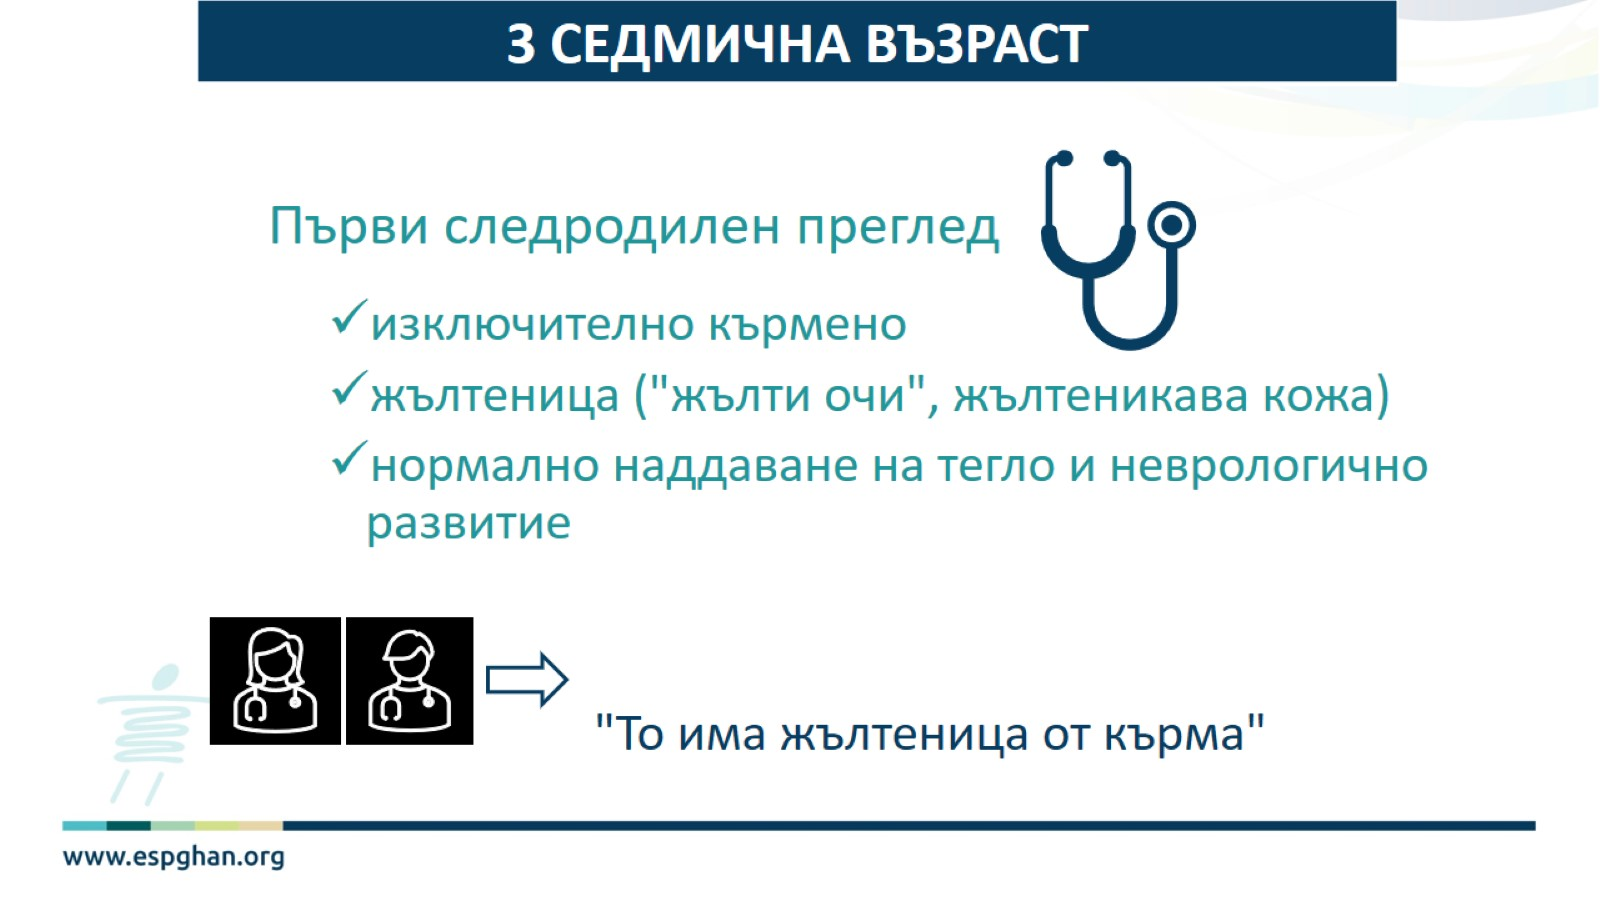 3 СЕДМИЧНА ВЪЗРАСТ
Първи следродилен преглед
✓изключително кърмено
✓жълтеница ("жълти очи", жълтеникава кожа)
✓нормално наддаване на тегло и неврологично
развитие
"То има жълтеница от кърма"
www.espghan.org